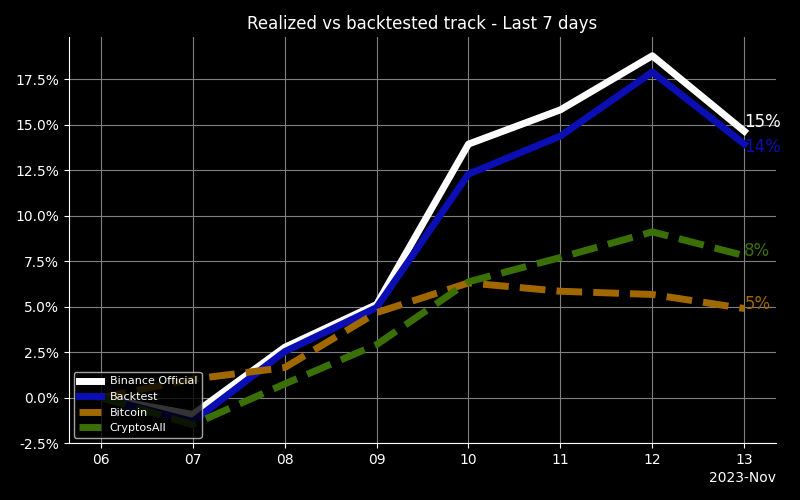 Realized vs backtested track - Last 7 days
17.5%
15.0%
12.5%
10.0%
7.5%
5.0%
2.5%
0.0%
-2.5%
15%
14%
8%
5%
Binance Official
Backtest
Bitcoin
CryptosAll
06 07 08 09 10 11 12 13
2023-Nov